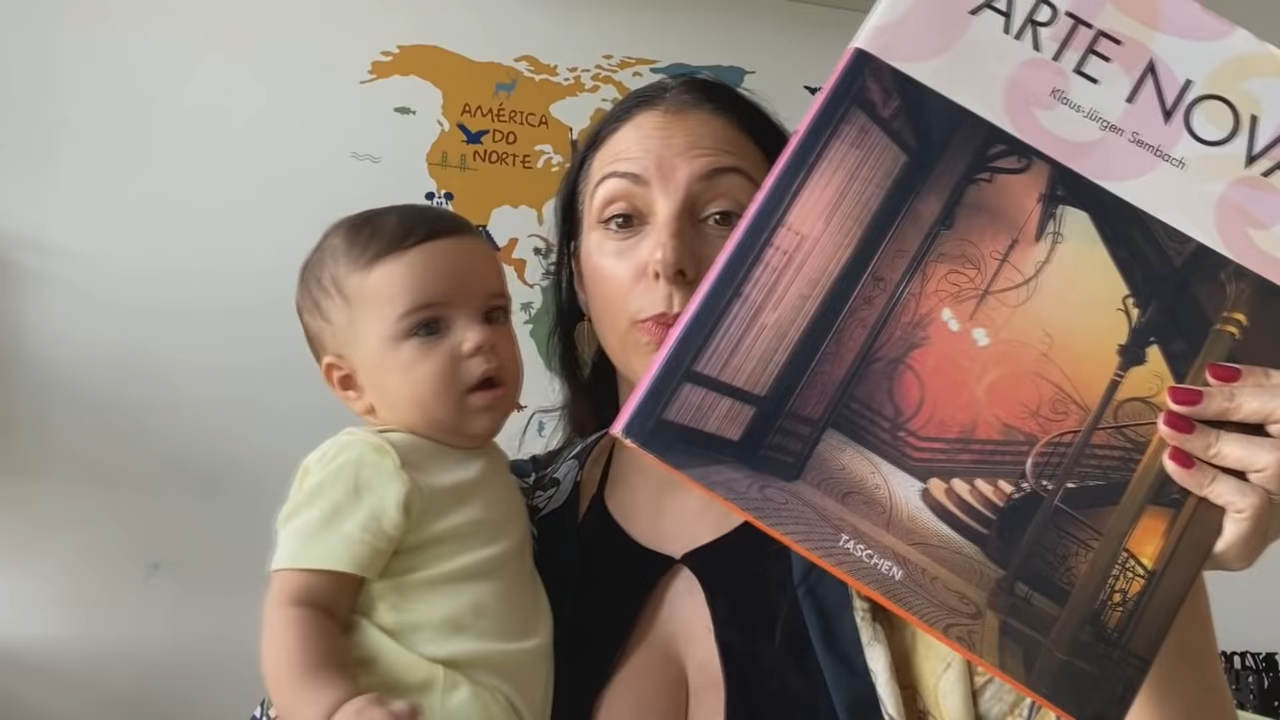 AMÉRICA
DO
NORTE
ARTE NOVA
Klaus-Jürgen Sembach
TASCHEN